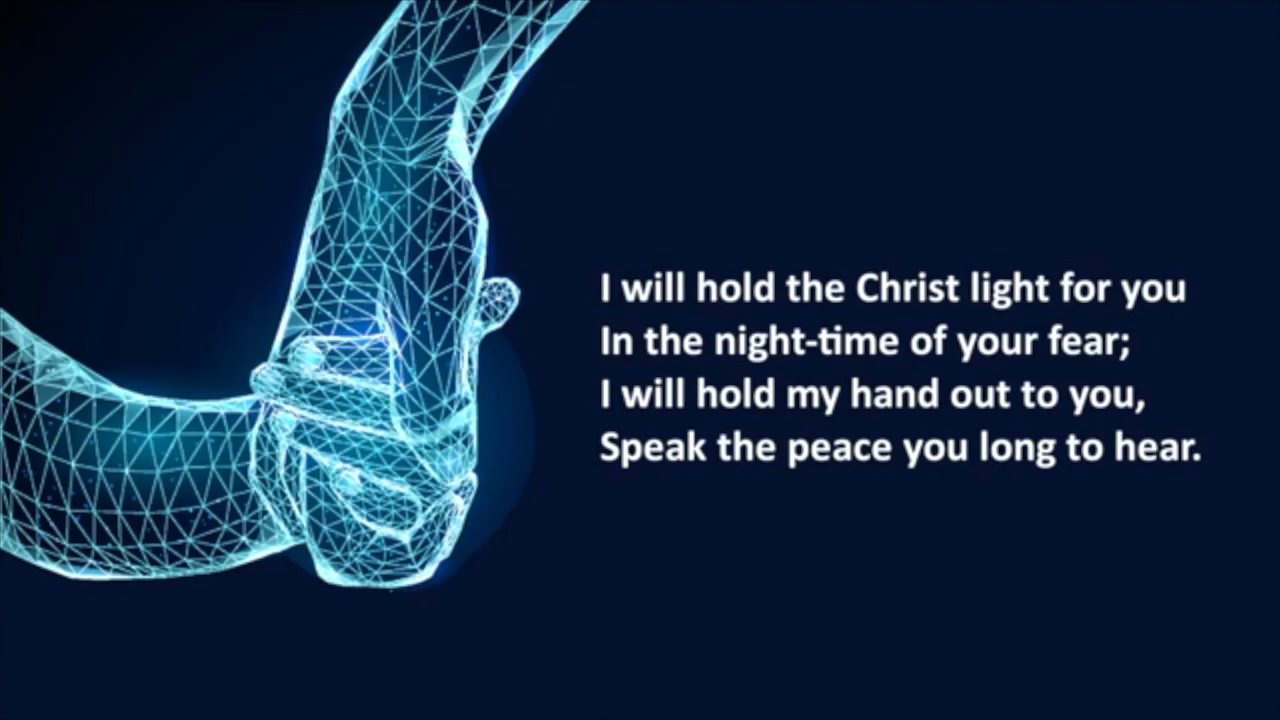 I will hold the Christ light for you
In the night-time of your fear;
I will hold my hand out to you,
Speak the peace you long to hear.